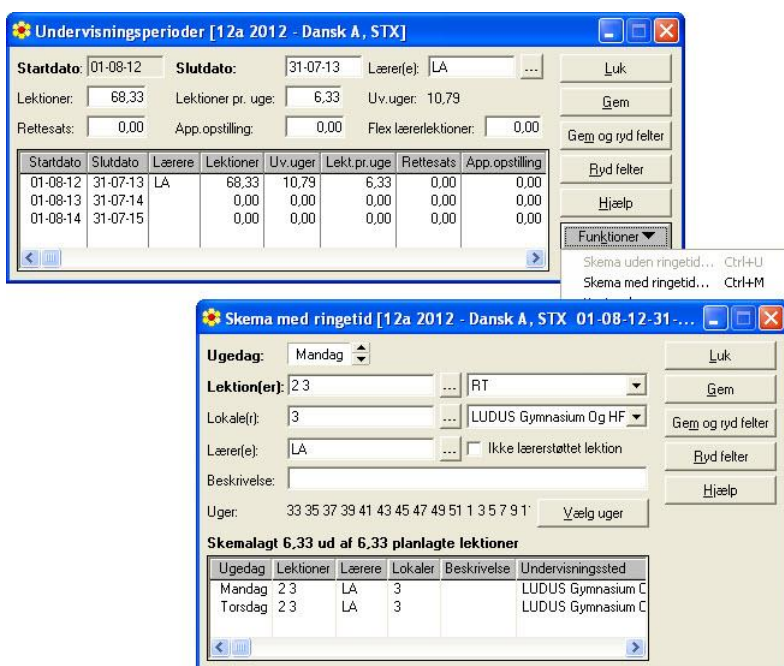 Undervisningsperioder [12a 2012 - Dansk A, STX]
Startdato: 01-08-12 Slutdato: 31-07-13 Lærer(e): LA ... Luk
Lektioner: 68,33 Lektioner pr. uge: 6,33 Uv.uger: 10,79 Gem
Rettesats: 0,00 App.opstilling: 0,00 Flex lærerlektioner: 0,00 Gem og ryd felter
Startdato Slutdato Lærere Lektioner Uv.uger Lekt.pr.uge Rettesats App.opstilling Ryd felter
01-08-12 31-07-13 LA 68,33 10,79 6,33 0,00 0,00
01-08-13 31-07-14 0,00 0,00 0,00 0,00 Hjælp
01-08-14 31-07-15 0,00 0,00 0,00 0,00
Funktioner
Skema uden ringetid... Ctrl+U
Skema med ringetid... Ctrl+M
Skema med ringetid [12a 2012 - Dansk A, STX 01-08-12-31-...
Ugedag: Mandag Luk
Lektion(er): 2 3 ... RT Gem
Lokale(r): 3 ... LUDUS Gymnasium Og HF Gem og ryd felter
Lærer(e): LA ... Ikke lærerstøttet lektion Ryd felter
Beskrivelse: Hjælp
Uger: 33 35 37 39 41 43 45 47 49 51 1 3 5 7 9 1 Vælg uger
Skemalagt 6,33 ud af 6,33 planlagte lektioner
Ugedag Lektioner Lærere Lokaler Beskrivelse Undervisningssted
Mandag 2 3 LA 3 LUDUS Gymnasium C
Torsdag 2 3 LA 3 LUDUS Gymnasium C